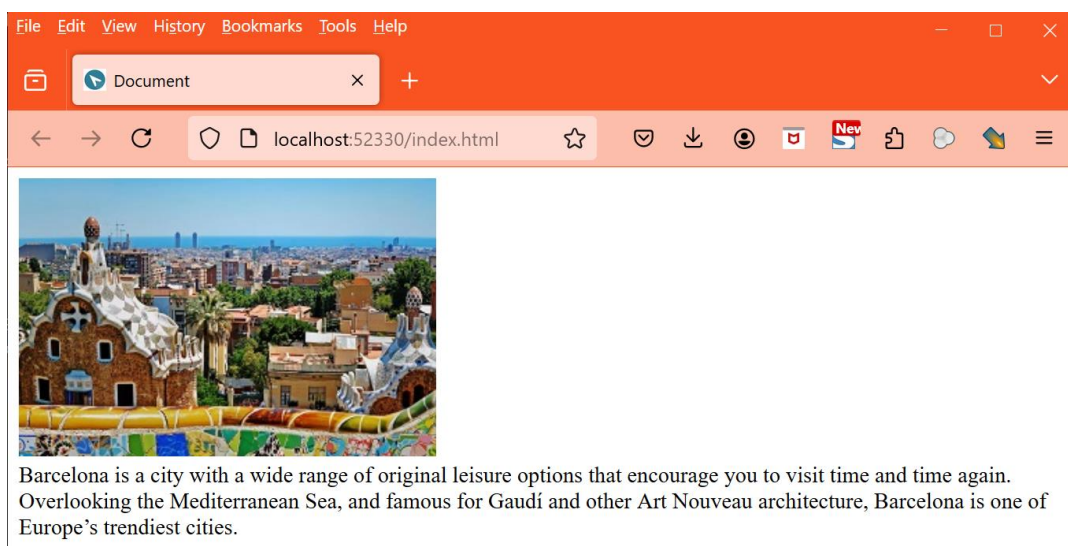 File Edit View History Bookmarks Tools Help
Document
localhost:52330/index.html
New
Barcelona is a city with a wide range of original leisure options that encourage you to visit time and time again.
Overlooking the Mediterranean Sea, and famous for Gaudí and other Art Nouveau architecture, Barcelona is one of
Europe’s trendiest cities.